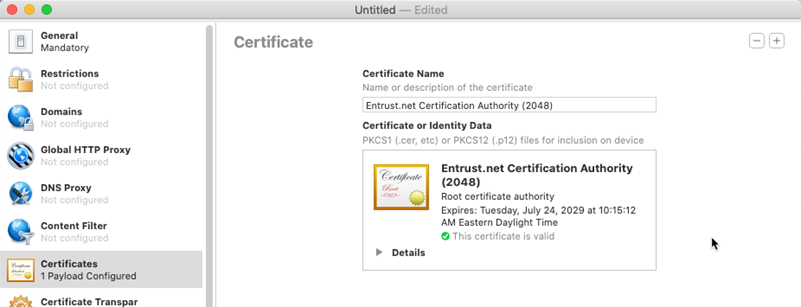 Untitled — Edited
General
Mandatory
Restrictions
Not configured
Domains
Not configured
Global HTTP Proxy
Not configured
DNS Proxy
Not configured
Content Filter
Not configured
Certificates
1 Payload Configured
Certificate Transpar
Certificate
Certificate Name
Name or description of the certificate
Entrust.net Certification Authority (2048)
Certificate or Identity Data
PKCS1 (.cer, etc) or PKCS12 (.p12) files for inclusion on device
Certificate
Root
Entrust.net Certification Authority
(2048)
Root certificate authority
Expires: Tuesday, July 24, 2029 at 10:15:12
AM Eastern Daylight Time
This certificate is valid
Details